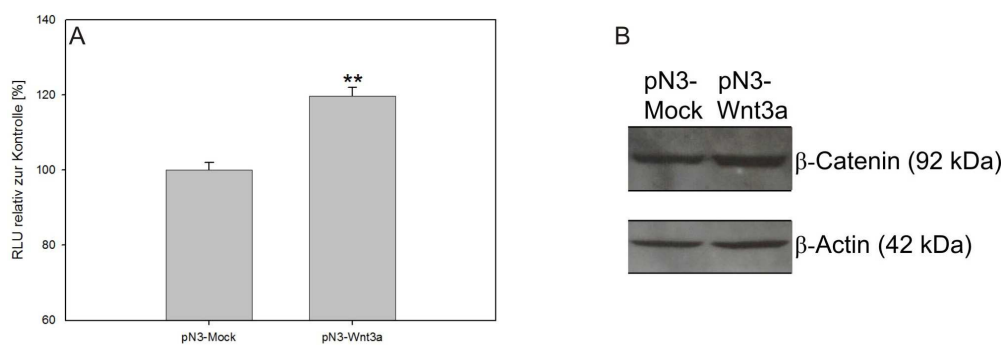 A
140
120
100
80
60
RLU relativ zur Kontrolle [%]
**
pN3-Mock
pN3-Wnt3a
B
pN3-
Mock
pN3-
Wnt3a
β-Catenin (92 kDa)
β-Actin (42 kDa)